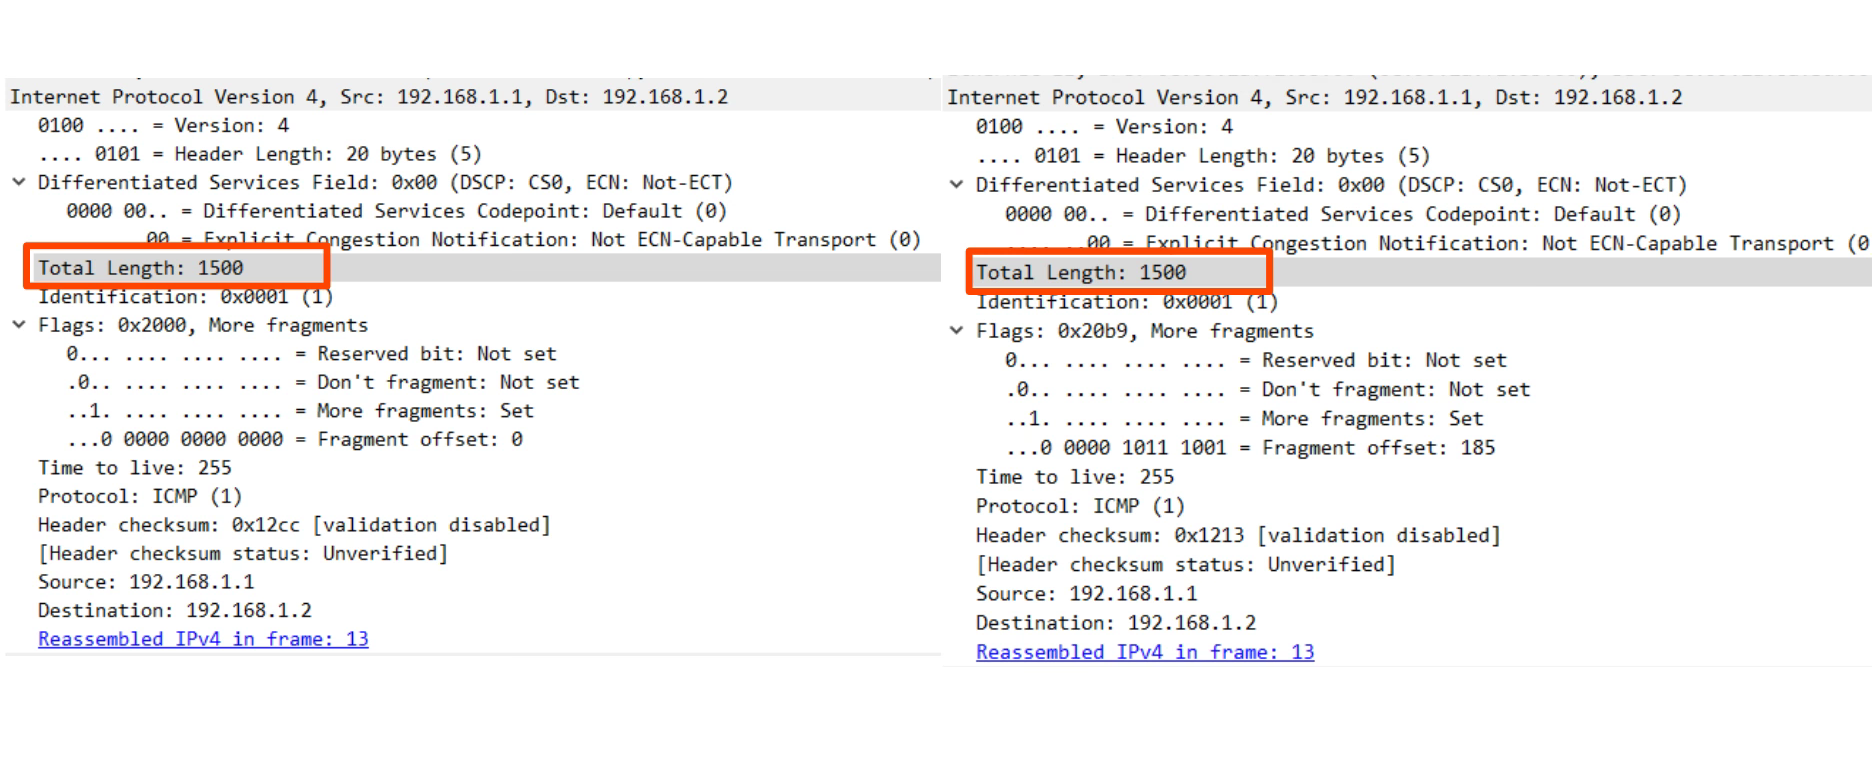 Internet Protocol Version 4, Src: 192.168.1.1, Dst: 192.168.1.2
0100 .... = Version: 4
.... 0101 = Header Length: 20 bytes (5)
Differentiated Services Field: 0x00 (DSCP: CS0, ECN: Not-ECT)
0000 00.. = Differentiated Services Codepoint: Default (0)
00 = Explicit Congestion Notification: Not ECN-Capable Transport (0)
Total Length: 1500
Identification: 0x0001 (1)
Flags: 0x2000, More fragments
0... .... .... .... = Reserved bit: Not set
.0.. .... .... .... = Don't fragment: Not set
..1. .... .... .... = More fragments: Set
...0 0000 0000 0000 = Fragment offset: 0
Time to live: 255
Protocol: ICMP (1)
Header checksum: 0x12cc [validation disabled]
[Header checksum status: Unverified]
Source: 192.168.1.1
Destination: 192.168.1.2
Reassembled IPv4 in frame: 13
Internet Protocol Version 4, Src: 192.168.1.1, Dst: 192.168.1.2
0100 .... = Version: 4
.... 0101 = Header Length: 20 bytes (5)
Differentiated Services Field: 0x00 (DSCP: CS0, ECN: Not-ECT)
0000 00.. = Differentiated Services Codepoint: Default (0)
.... ..00 = Explicit Congestion Notification: Not ECN-Capable Transport (0
Total Length: 1500
Identification: 0x0001 (1)
Flags: 0x20b9, More fragments
0... .... .... .... = Reserved bit: Not set
.0.. .... .... .... = Don't fragment: Not set
..1. .... .... .... = More fragments: Set
...0 0000 1011 1001 = Fragment offset: 185
Time to live: 255
Protocol: ICMP (1)
Header checksum: 0x1213 [validation disabled]
[Header checksum status: Unverified]
Source: 192.168.1.1
Destination: 192.168.1.2
Reassembled IPv4 in frame: 13